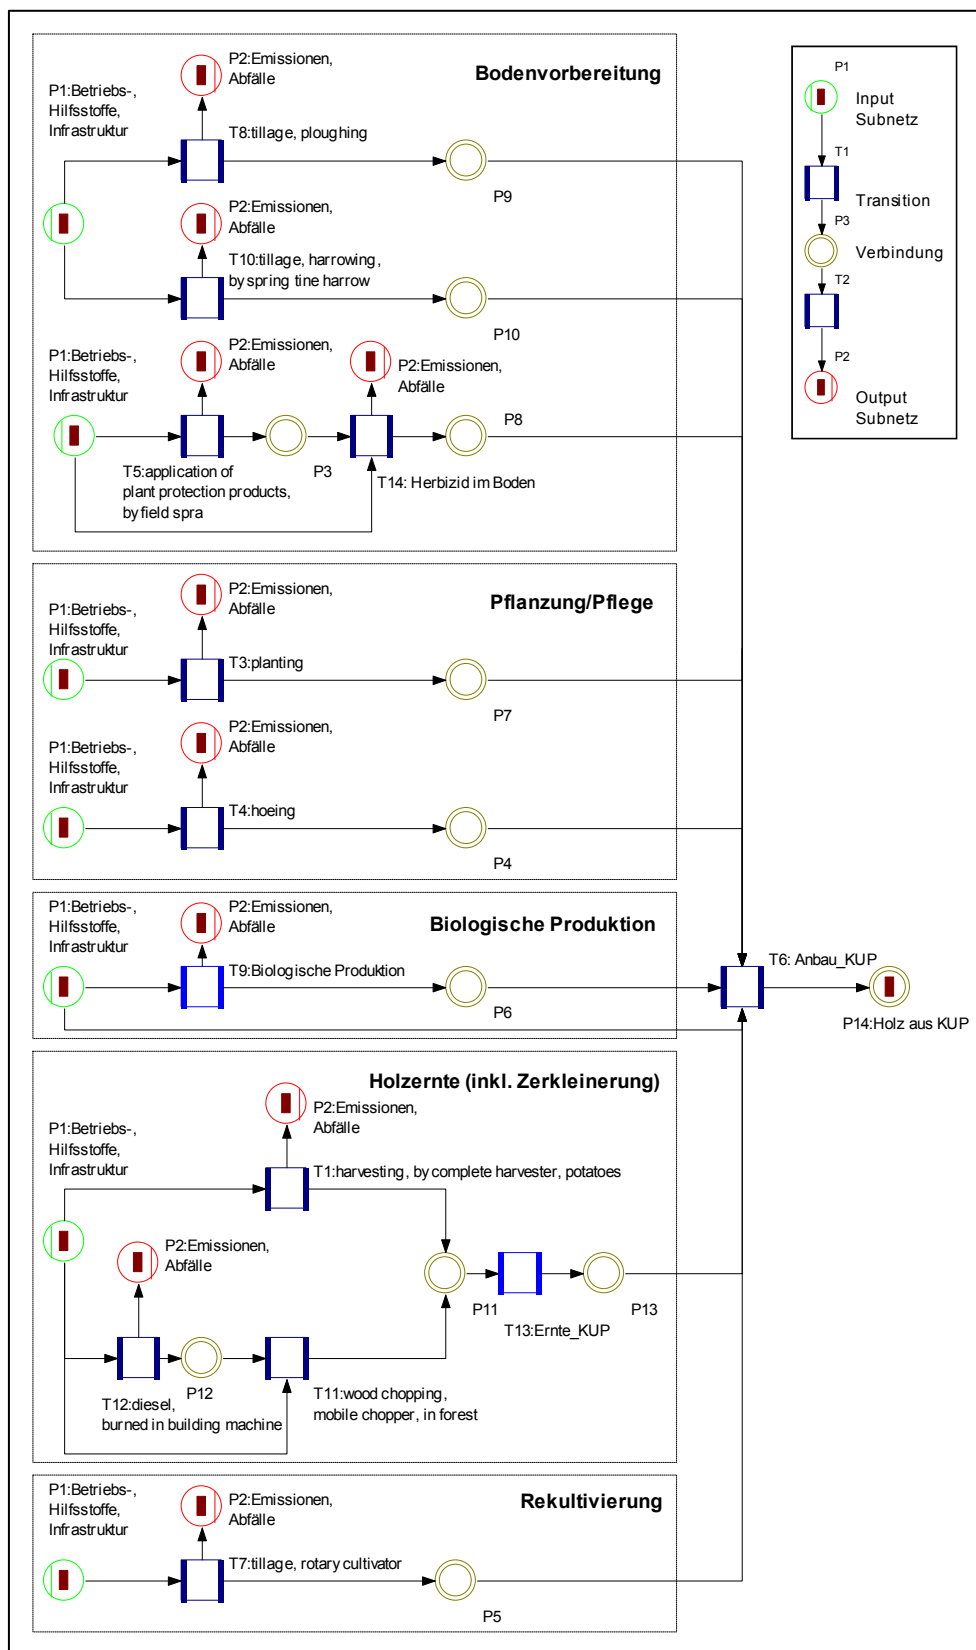 Bodenvorbereitung
P2:Emissionen,
Abfälle
P1:Betriebs-,
Hilfsstoffe,
Infrastruktur
T8:tillage, ploughing
P9
P2:Emissionen,
Abfälle
T10:tillage, harrowing,
by spring tine harrow
P10
P1:Betriebs-,
Hilfsstoffe,
Infrastruktur
P2:Emissionen,
Abfälle
P2:Emissionen,
Abfälle
P8
P3
T5:application of
plant protection products,
by field spra
T14: Herbizid im Boden
Pflanzung/Pflege
P2:Emissionen,
Abfälle
P1:Betriebs-,
Hilfsstoffe,
Infrastruktur
T3:planting
P7
P2:Emissionen,
Abfälle
P1:Betriebs-,
Hilfsstoffe,
Infrastruktur
T4:hoeing
P4
Biologische Produktion
P1:Betriebs-,
Hilfsstoffe,
Infrastruktur
P2:Emissionen,
Abfälle
T9:Biologische Produktion
P6
T6: Anbau_KUP
P14:Holz aus KUP
Holzernte (inkl. Zerkleinerung)
P2:Emissionen,
Abfälle
P1:Betriebs-,
Hilfsstoffe,
Infrastruktur
T1:harvesting, by complete harvester, potatoes
P2:Emissionen,
Abfälle
P11
P13
T13:Ernte_KUP
P12
T12:diesel,
burned in building machine
T11:wood chopping,
mobile chopper, in forest
Rekultivierung
P1:Betriebs-,
Hilfsstoffe,
Infrastruktur
P2:Emissionen,
Abfälle
T7:tillage, rotary cultivator
P5
P1
Input
Subnetz
T1
Transition
P3
Verbindung
T2
P2
Output
Subnetz